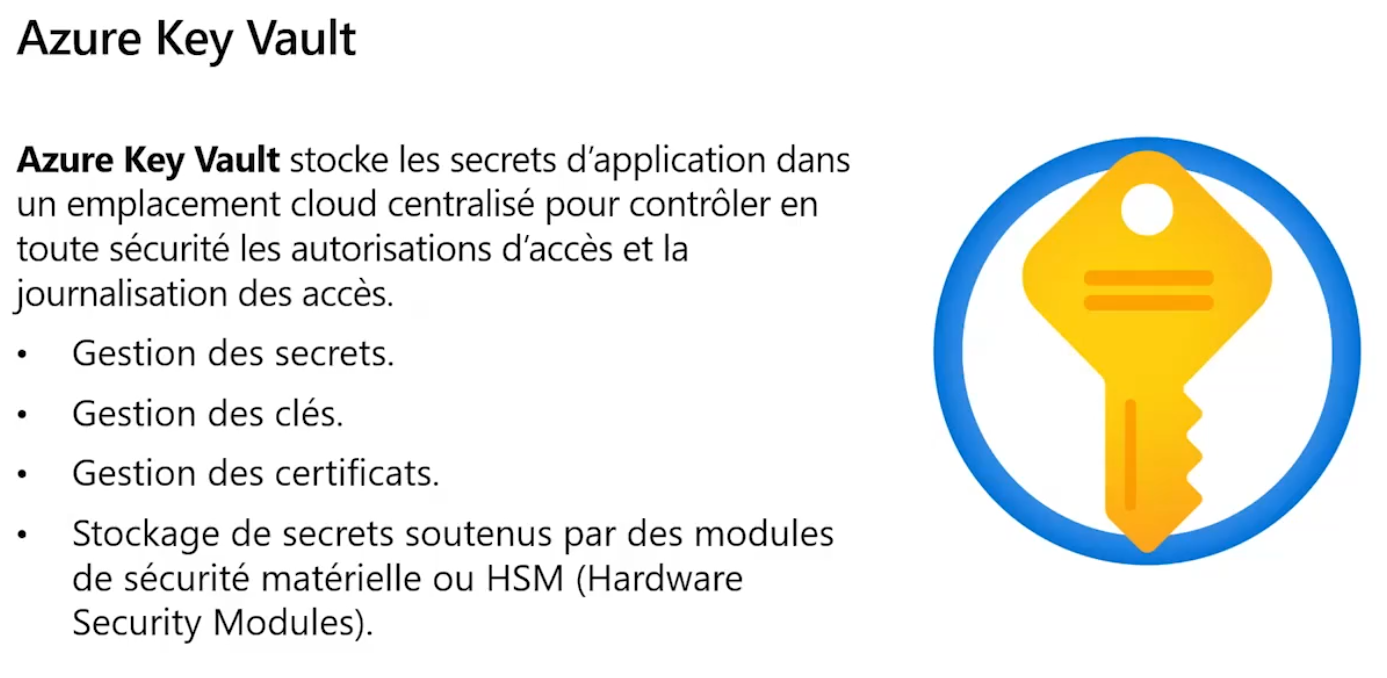 Azure Key Vault
Azure Key Vault stocke les secrets d’application dans
un emplacement cloud centralisé pour contrôler en
toute sécurité les autorisations d’accès et la
journalisation des accès.
• Gestion des secrets.
• Gestion des clés.
• Gestion des certificats.
• Stockage de secrets soutenus par des modules
de sécurité matérielle ou HSM (Hardware
Security Modules).